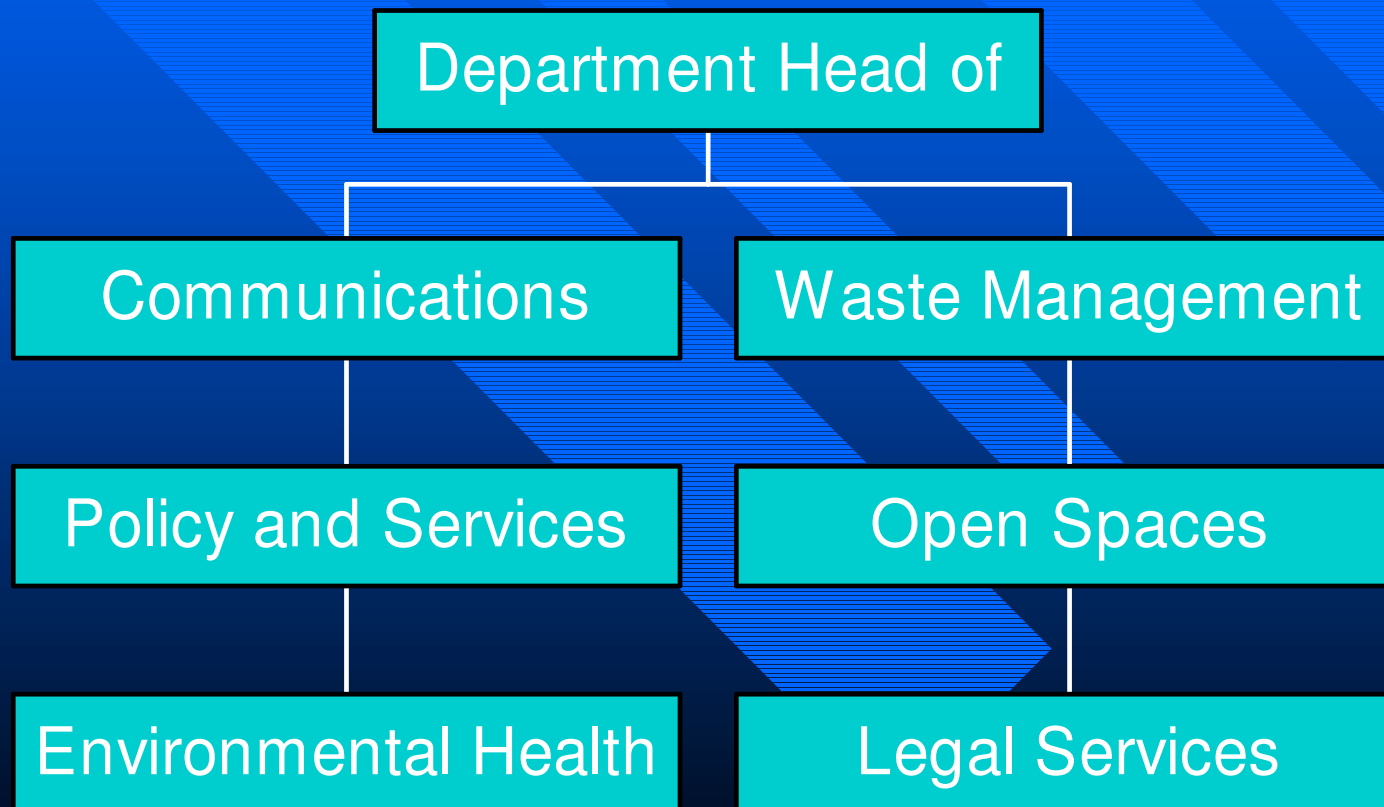 Department Head of
Communications
Waste Management
Policy and Services
Open Spaces
Environmental Health
Legal Services